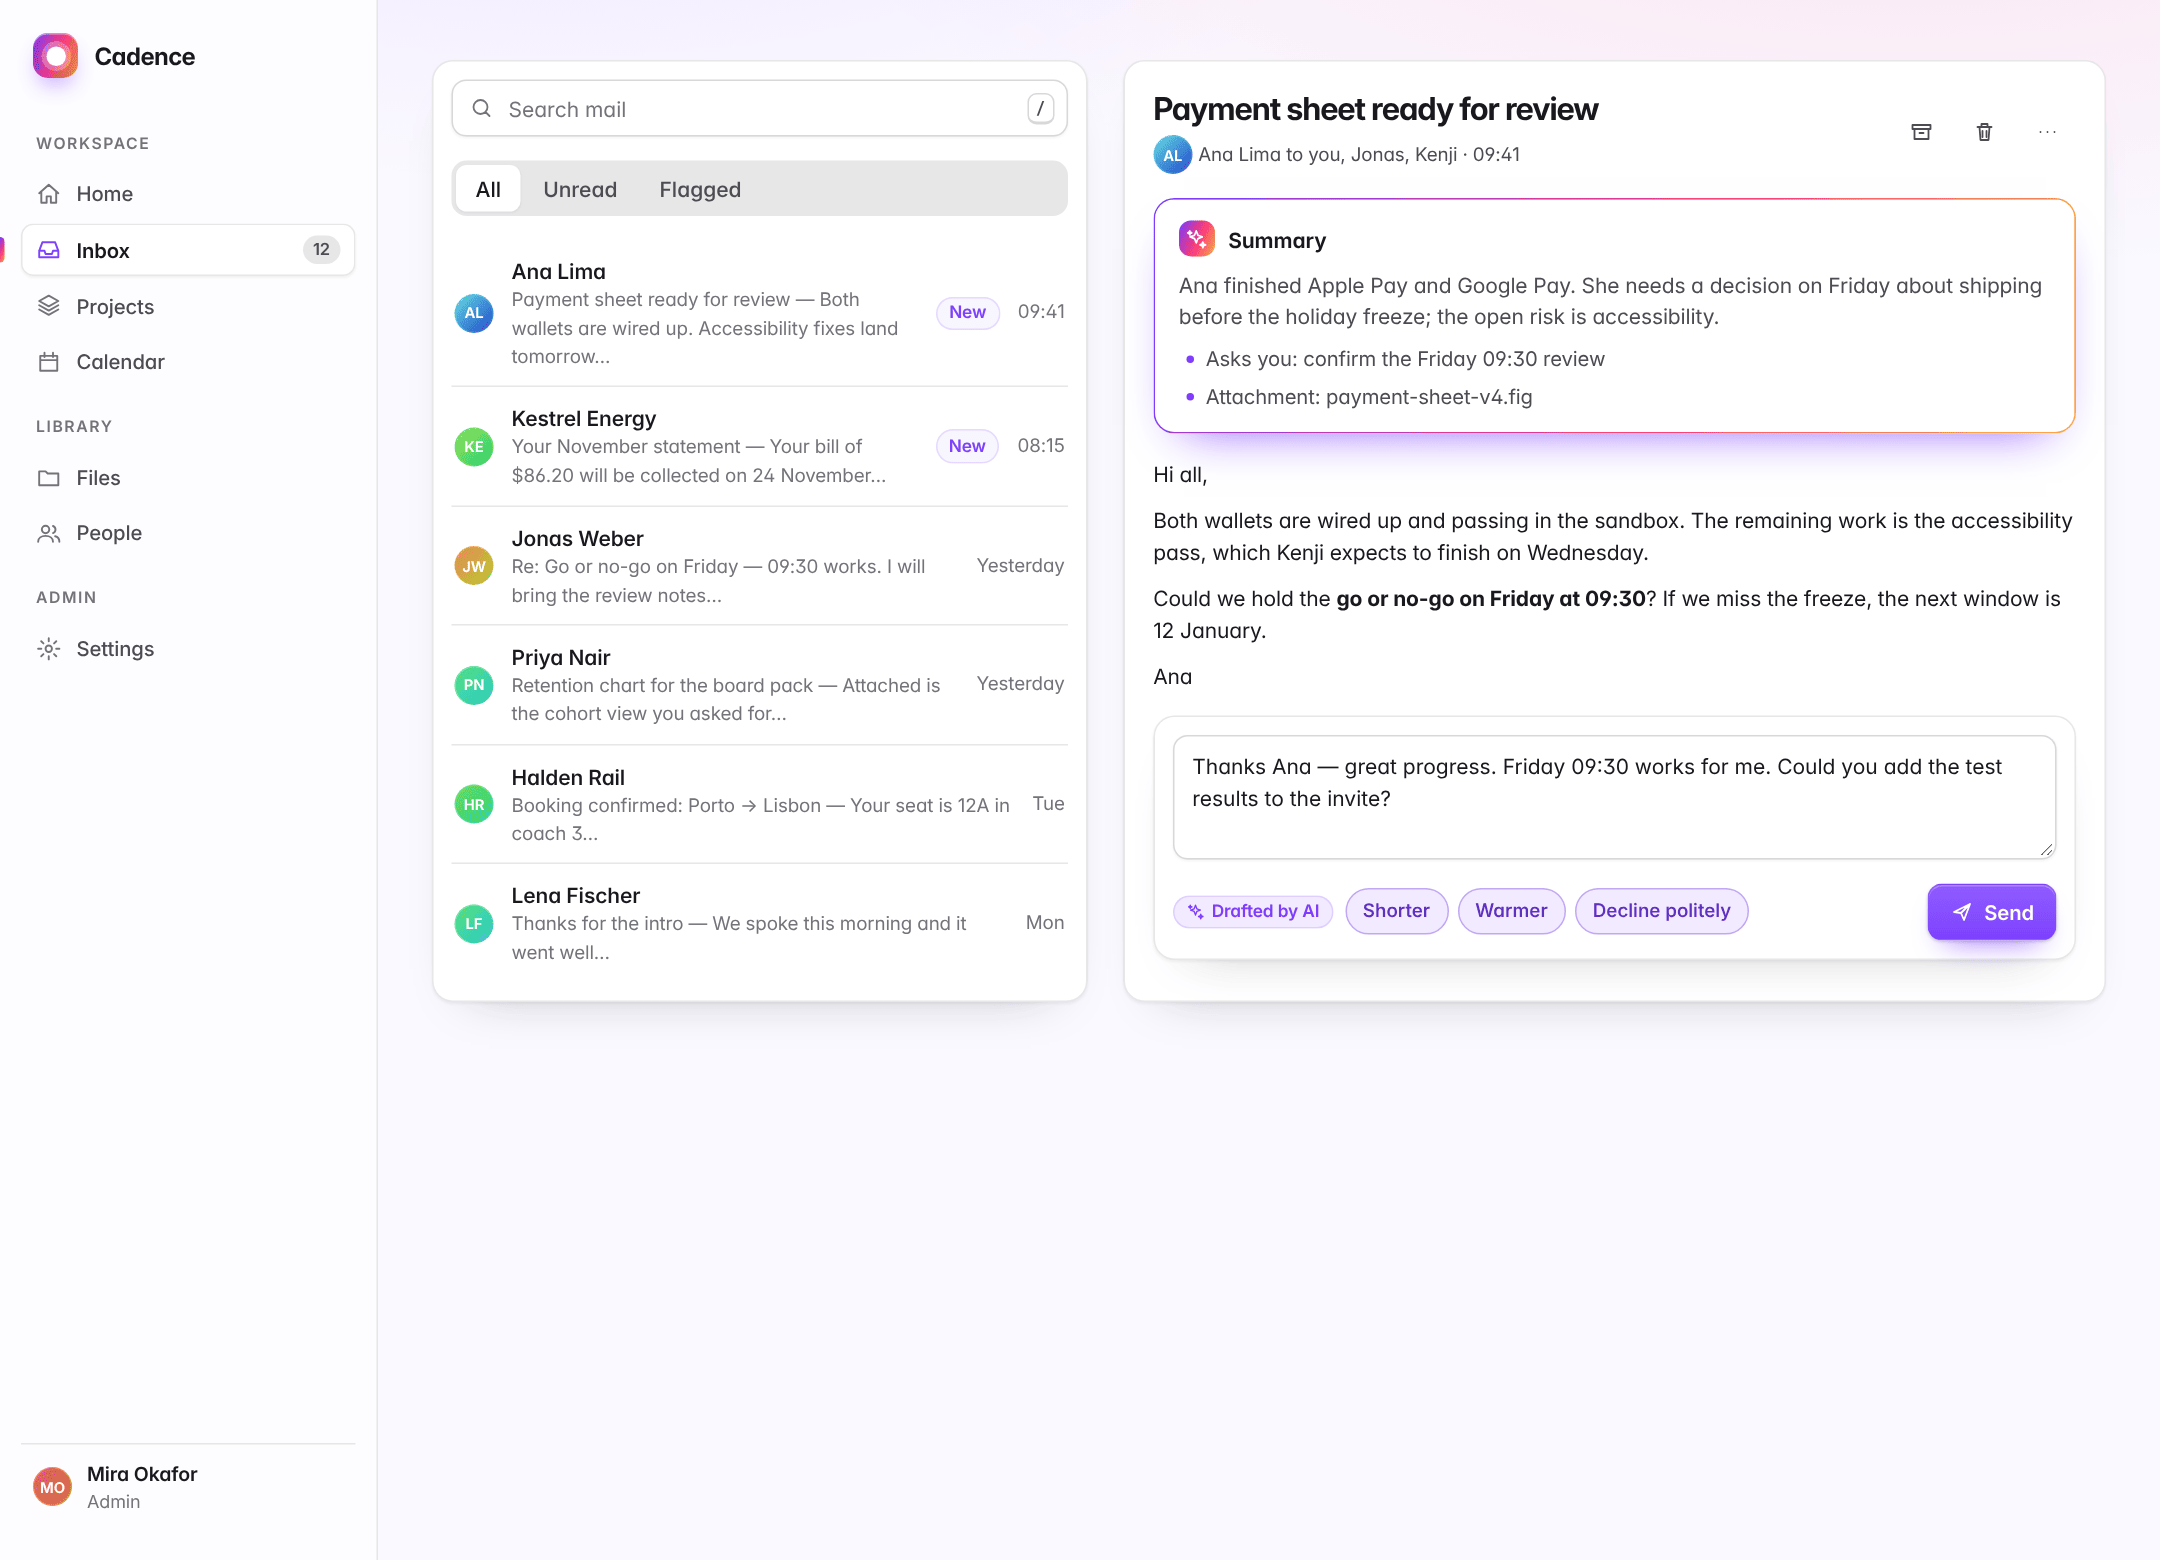 Cadence
WORKSPACE
Home
Inbox
12
Projects
Calendar
LIBRARY
Files
People
ADMIN
Settings
MO
Mira Okafor
Admin
Search mail
/
All
Unread
Flagged
AL
Ana Lima
Payment sheet ready for review — Both
wallets are wired up. Accessibility fixes land
tomorrow...
New
09:41
KE
Kestrel Energy
Your November statement — Your bill of
$86.20 will be collected on 24 November...
New
08:15
JW
Jonas Weber
Re: Go or no-go on Friday — 09:30 works. I will
bring the review notes...
Yesterday
PN
Priya Nair
Retention chart for the board pack — Attached is
the cohort view you asked for...
Yesterday
HR
Halden Rail
Booking confirmed: Porto → Lisbon — Your seat is 12A in
coach 3...
Tue
LF
Lena Fischer
Thanks for the intro — We spoke this morning and it
went well...
Mon
Payment sheet ready for review
AL
Ana Lima to you, Jonas, Kenji · 09:41
Summary
Ana finished Apple Pay and Google Pay. She needs a decision on Friday about shipping
before the holiday freeze; the open risk is accessibility.
• Asks you: confirm the Friday 09:30 review
• Attachment: payment-sheet-v4.fig
Hi all,
Both wallets are wired up and passing in the sandbox. The remaining work is the accessibility
pass, which Kenji expects to finish on Wednesday.
Could we hold the go or no-go on Friday at 09:30? If we miss the freeze, the next window is
12 January.
Ana
Thanks Ana — great progress. Friday 09:30 works for me. Could you add the test
results to the invite?
Drafted by AI
Shorter
Warmer
Decline politely
Send